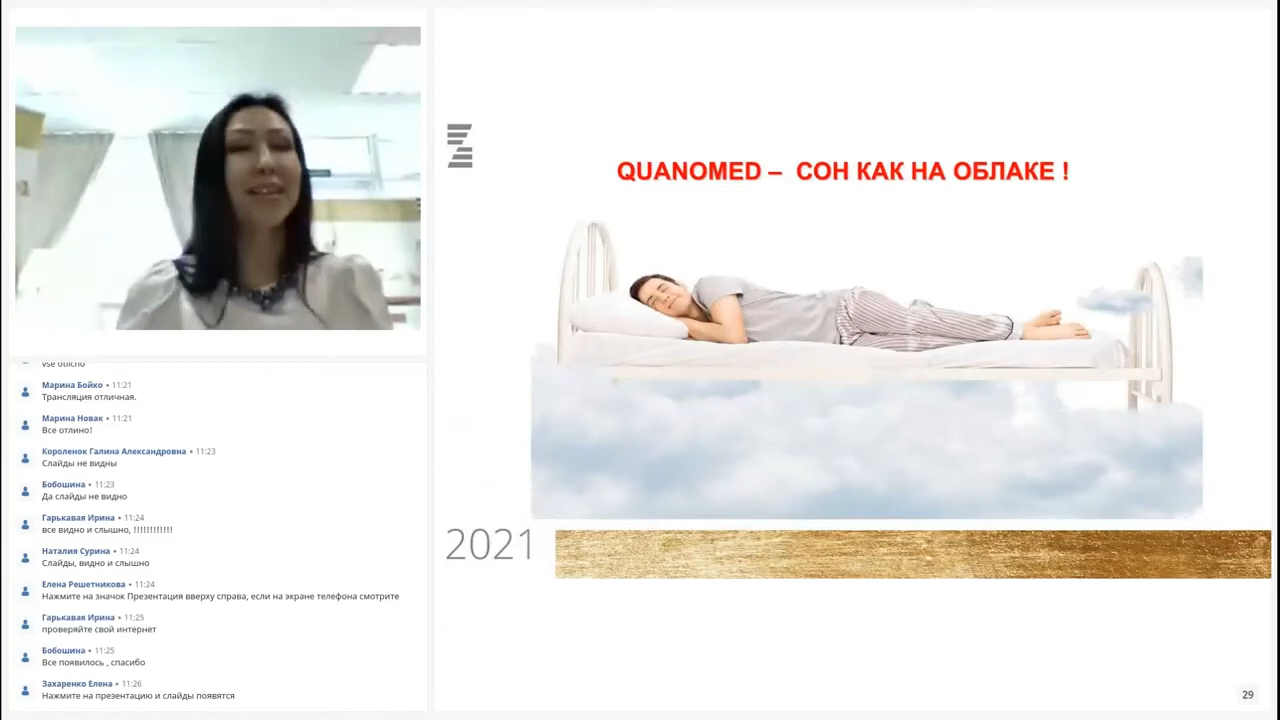 vse otlicno
Марина Бойко • 11:21
Трансляция отличная.
Марина Новак • 11:21
Все отлино!
Короленок Галина Александровна • 11:23
Слайды не видны
Бобошина • 11:23
Да слайды не видно
Гарькавая Ирина • 11:24
все видно и слышно, !!!!!!!!!!!!
Наталия Сурина • 11:24
Слайды, видно и слышно
Елена Решетникова • 11:24
Нажмите на значок Презентация вверху справа, если на экране телефона смотрите
Гарькавая Ирина • 11:25
проверяйте свой интернет
Бобошина • 11:25
Все появилось , спасибо
Захаренко Елена • 11:26
Нажмите на презентацию и слайды появятся
QUANOMED – СОН КАК НА ОБЛАКЕ !
2021
29